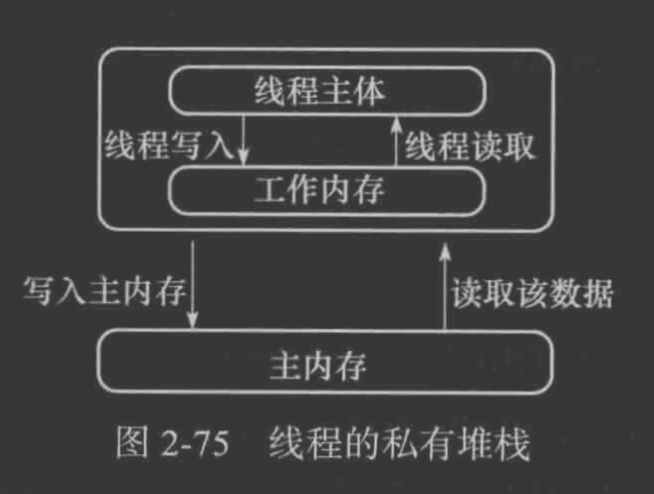 线程主体
线程写入
线程读取
工作内存
写入主内存
读取该数据
主内存
图 2-75 线程的私有堆栈